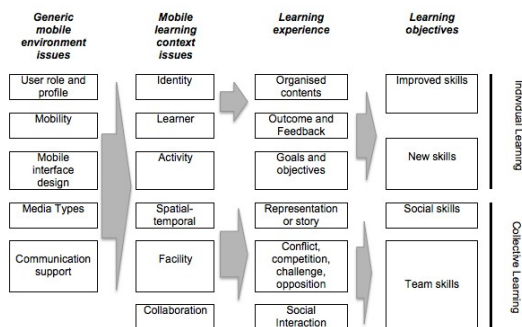 Generic
mobile
environment
issues
Mobile
learning
context
issues
Learning
experience
Learning
objectives
User role and
profile
Mobility
Mobile
interface
design
Media Types
Communication
support
Identity
Learner
Activity
Spatial-
temporal
Facility
Collaboration
Organised
contents
Outcome and
Feedback
Goals and
objectives
Representation
or story
Conflict,
competition,
challenge,
opposition
Social
Interaction
Improved skills
New skills
Social skills
Team skills
Individual Learning
Collective Learning